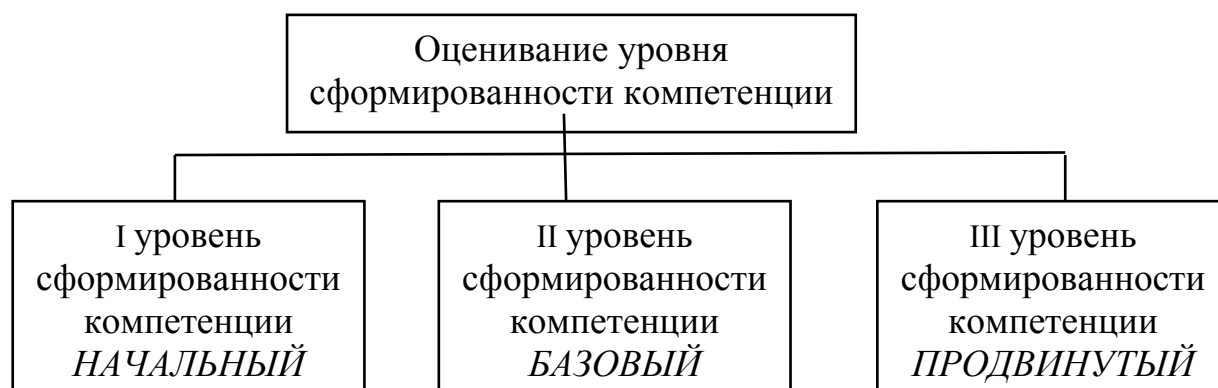 Оценивание уровня
сформированности компетенции
I уровень
сформированности
компетенции
НАЧАЛЬНЫЙ
II уровень
сформированности
компетенции
БАЗОВЫЙ
III уровень
сформированности
компетенции
ПРОДВИНУТЫЙ